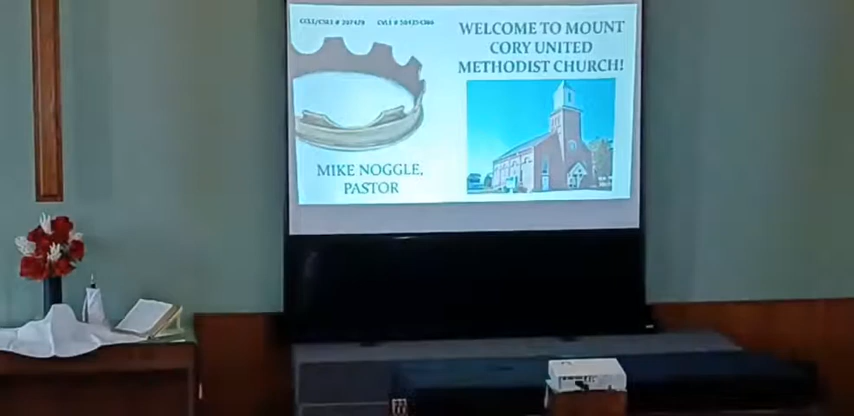 WELCOME TO MOUNT
CORY UNITED
METHODIST CHURCH!
MIKE NOGGLE,
PASTOR